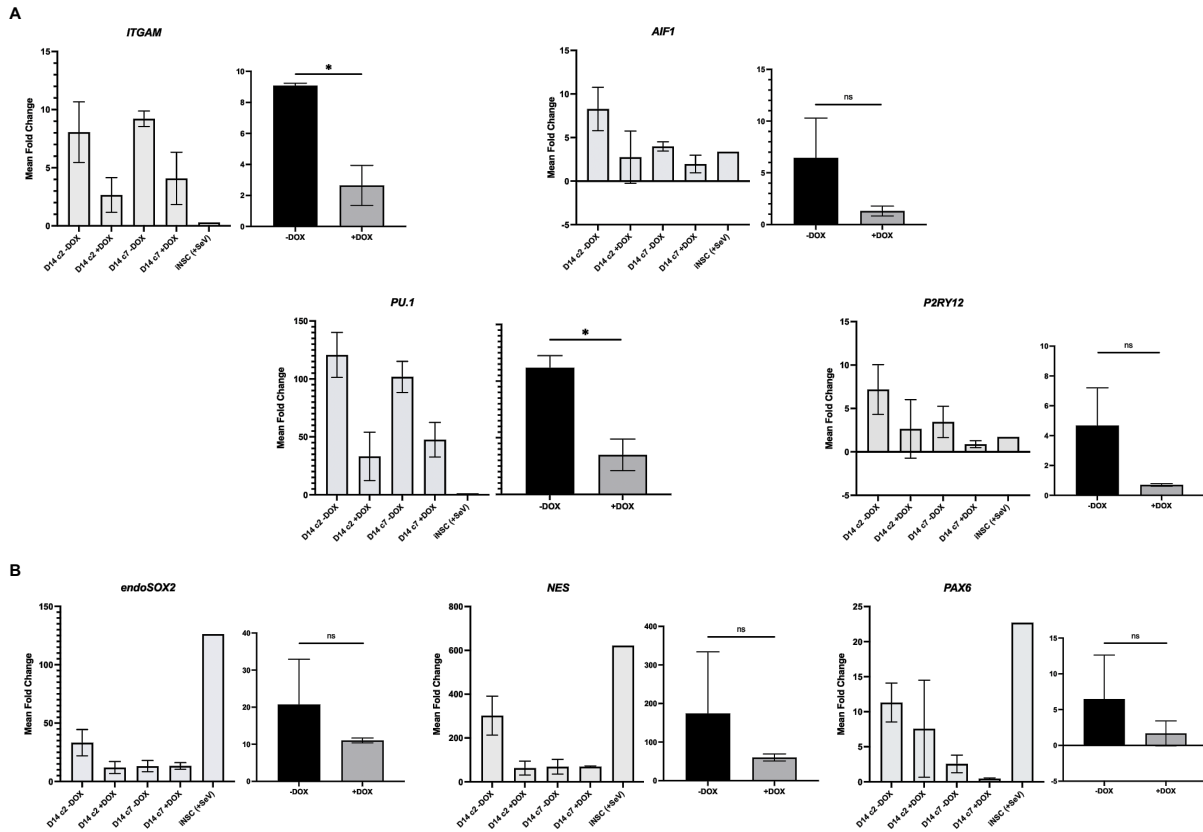 A
ITGAM
Mean Fold Change
15
10
5
0
D14 c2 -DOX
D14 c2 +DOX
D14 c7 -DOX
D14 c7 +DOX
iNSC (+SeV)
10
8
6
4
2
0
*
-DOX
+DOX
AIF1
Mean Fold Change
15
10
5
0
-5
D14 c2 -DOX
D14 c2 +DOX
D14 c7 -DOX
D14 c7 +DOX
iNSC (+SeV)
15
10
5
0
-5
ns
-DOX
+DOX
PU.1
Mean Fold Change
150
100
50
0
D14 c2 -DOX
D14 c2 +DOX
D14 c7 -DOX
D14 c7 +DOX
iNSC (+SeV)
*
-DOX
+DOX
P2RY12
Mean Fold Change
15
10
5
0
-5
D14 c2 -DOX
D14 c2 +DOX
D14 c7 -DOX
D14 c7 +DOX
iNSC (+SeV)
10
8
6
4
2
0
ns
-DOX
+DOX
B
endoSOX2
Mean Fold Change
150
100
50
0
D14 c2 -DOX
D14 c2 +DOX
D14 c7 -DOX
D14 c7 +DOX
iNSC (+SeV)
40
30
20
10
0
ns
-DOX
+DOX
NES
Mean Fold Change
800
600
400
200
0
D14 c2 -DOX
D14 c2 +DOX
D14 c7 -DOX
D14 c7 +DOX
iNSC (+SeV)
400
300
200
100
0
ns
-DOX
+DOX
PAX6
Mean Fold Change
25
20
15
10
5
0
D14 c2 -DOX
D14 c2 +DOX
D14 c7 -DOX
D14 c7 +DOX
iNSC (+SeV)
15
10
5
0
-5
ns
-DOX
+DOX